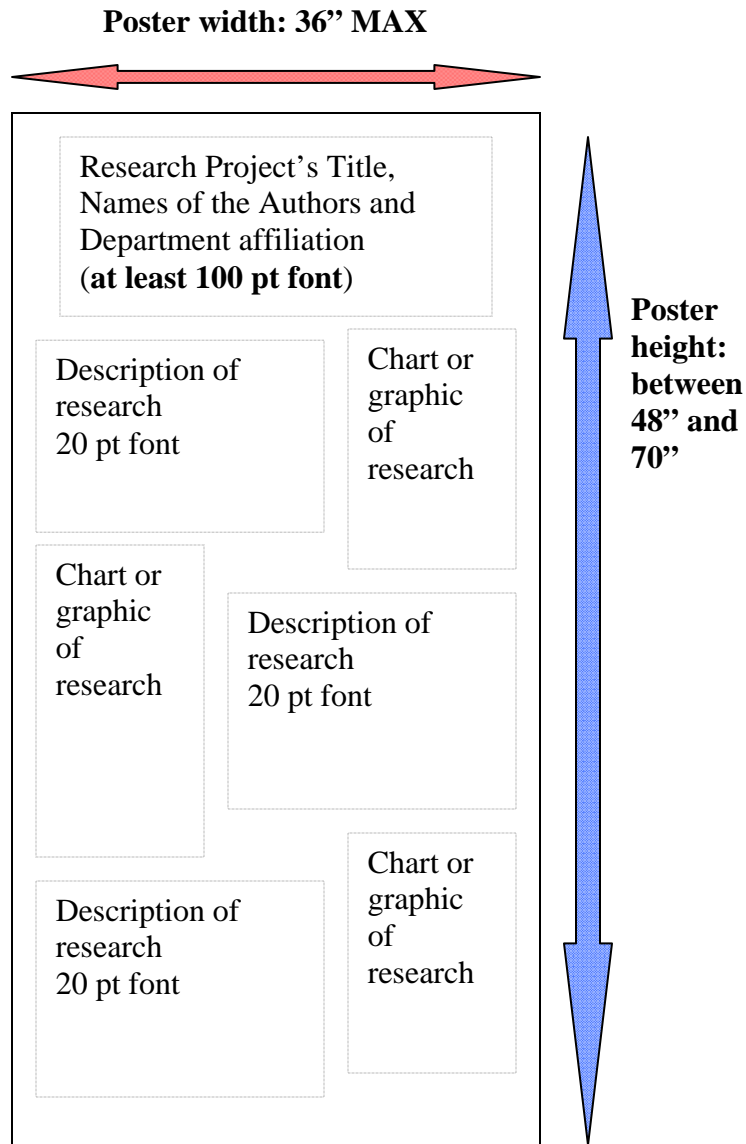 Poster width: 36” MAX
Research Project’s Title,
Names of the Authors and
Department affiliation
(at least 100 pt font)
Poster
height:
between
48” and
70”
Description of
research
20 pt font
Chart or
graphic
of
research
Chart or
graphic
of
research
Description of
research
20 pt font
Chart or
graphic
of
research
Description of
research
20 pt font